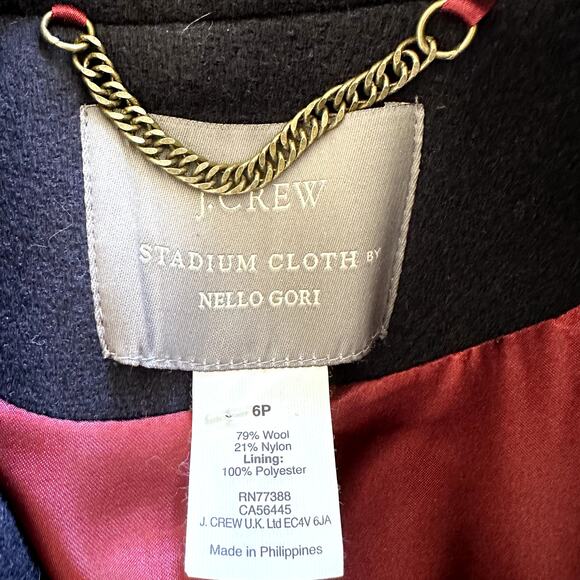 J.CREW
STADIUM CLOTH BY
NELLO GORI
6P
79% Wool
21% Nylon
Lining:
100% Polyester
RN77388
CA56445
J. CREW U.K. Ltd EC4V 6JA
Made in Philippines